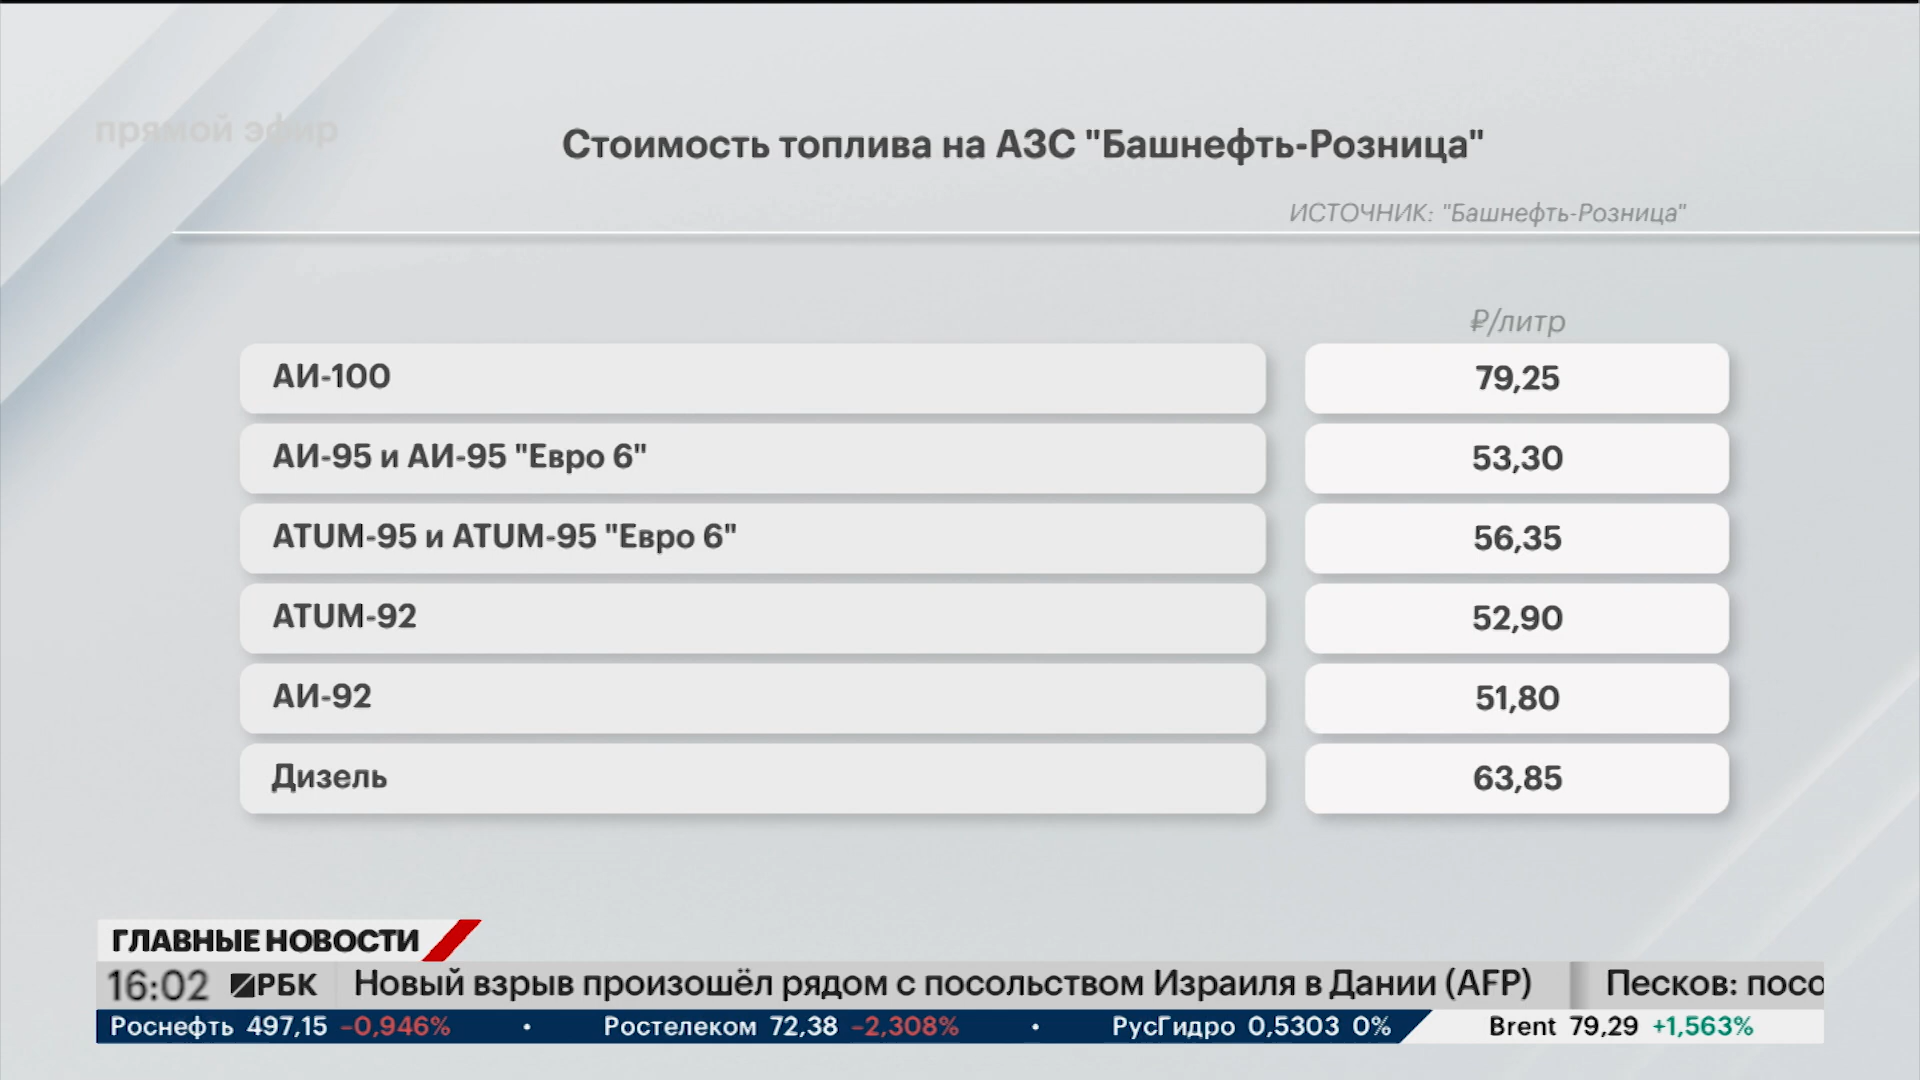 прямой эфир
Стоимость топлива на АЗС "Башнефть-Розница"
ИСТОЧНИК: "Башнефть-Розница"
₽/литр
АИ-100 79,25
АИ-95 и АИ-95 "Евро 6" 53,30
ATUM-95 и ATUM-95 "Евро 6" 56,35
ATUM-92 52,90
АИ-92 51,80
Дизель 63,85
ГЛАВНЫЕ НОВОСТИ
16:02 РБК Новый взрыв произошёл рядом с посольством Израиля в Дании (AFP) Песков: посо
Роснефть 497,15 -0,946% • Ростелеком 72,38 -2,308% • РусГидро 0,5303 0% Brent 79,29 +1,563%